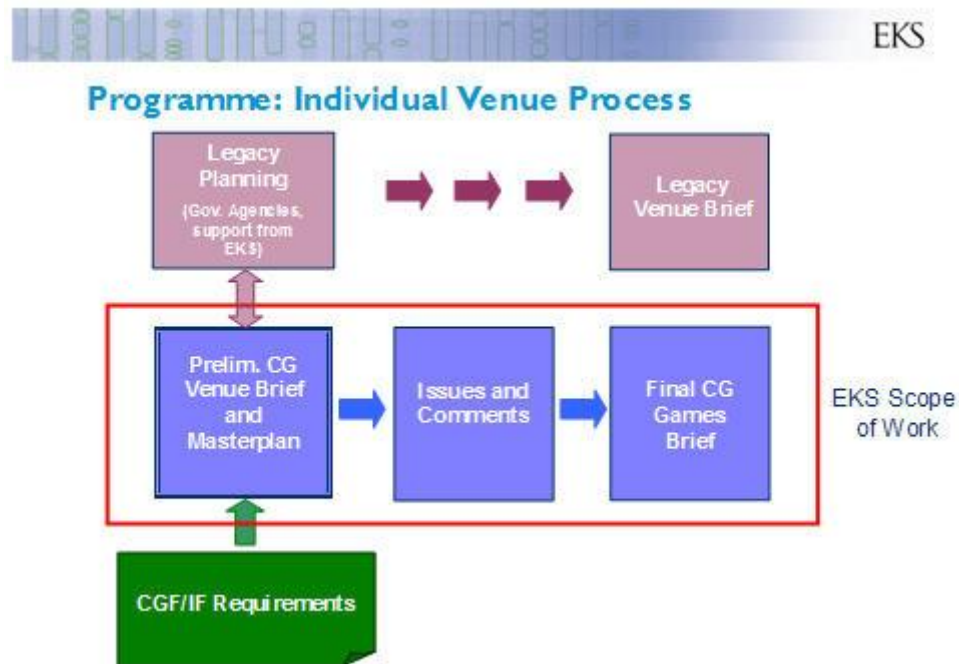 EKS
Programme: Individual Venue Process
Legacy
Planning
(Gov. Agencies,
support from
EKS)
Legacy
Venue Brief
Prelim. CG
Venue Brief
and
Masterplan
Issues and
Comments
Final CG
Games
Brief
EKS Scope
of Work
CGF/IF Requirements